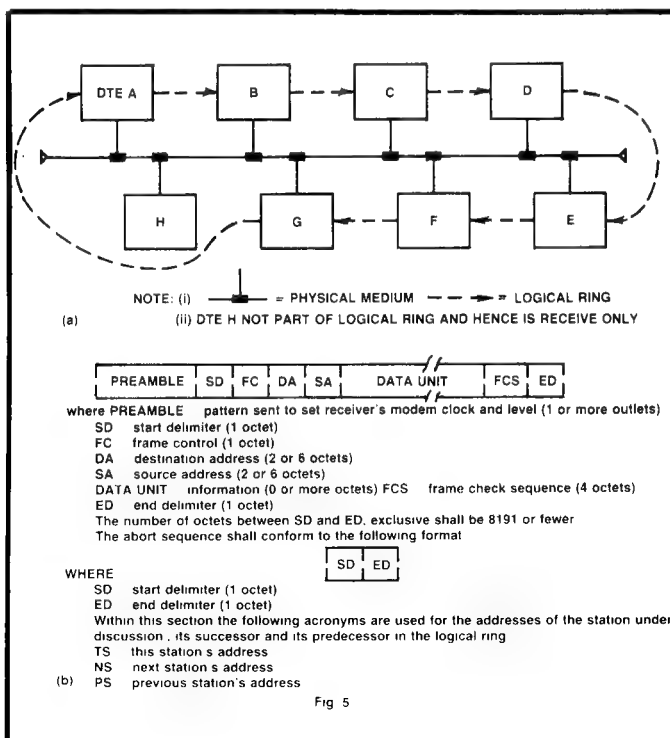 DTE A
B
C
D
H
G
F
E
NOTE: (i) = PHYSICAL MEDIUM = LOGICAL RING
(a) (ii) DTE H NOT PART OF LOGICAL RING AND HENCE IS RECEIVE ONLY
PREAMBLE SD FC DA SA DATA UNIT FCS ED
where PREAMBLE pattern sent to set receiver's modem clock and level (1 or more outlets)
SD start delimiter (1 octet)
FC frame control (1 octet)
DA destination address (2 or 6 octets)
SA source address (2 or 6 octets)
DATA UNIT information (0 or more octets) FCS frame check sequence (4 octets)
ED end delimiter (1 octet)
The number of octets between SD and ED, exclusive shall be 8191 or fewer
The abort sequence shall conform to the following format
SD ED
WHERE
SD start delimiter (1 octet)
ED end delimiter (1 octet)
Within this section the following acronyms are used for the addresses of the station under
discussion, its successor and its predecessor in the logical ring
TS this station s address
NS next station s address
(b) PS previous station's address
Fig 5